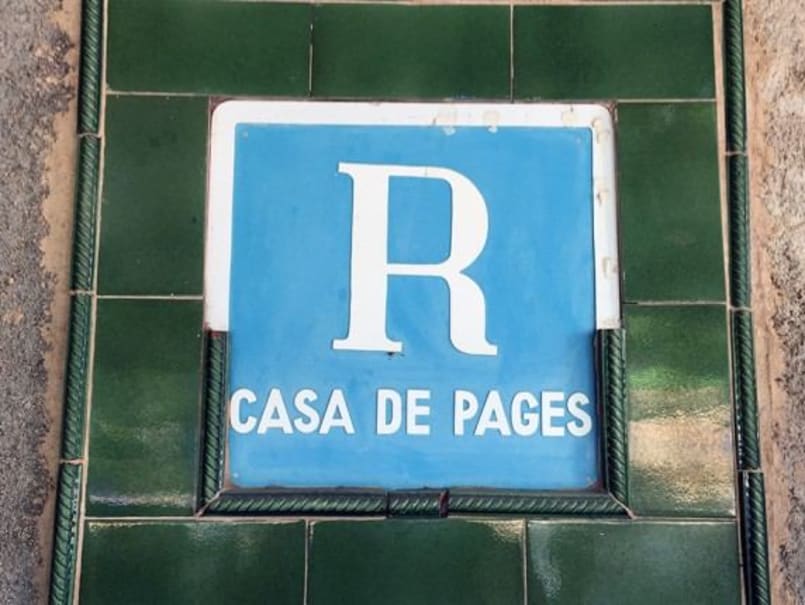 R
CASA DE PAGES